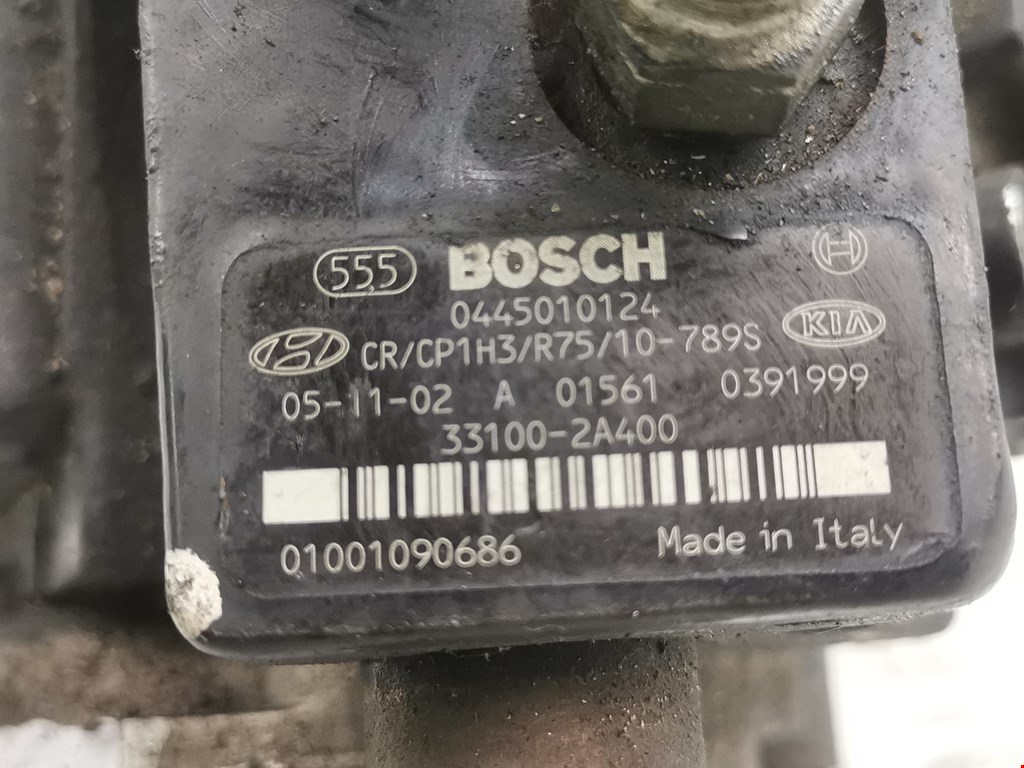 555 BOSCH
0445010124
CR/CP1H3/R75/10-789S KIA
05-11-02 A 01561 0391999
33100-2A400
01001090686 Made in Italy